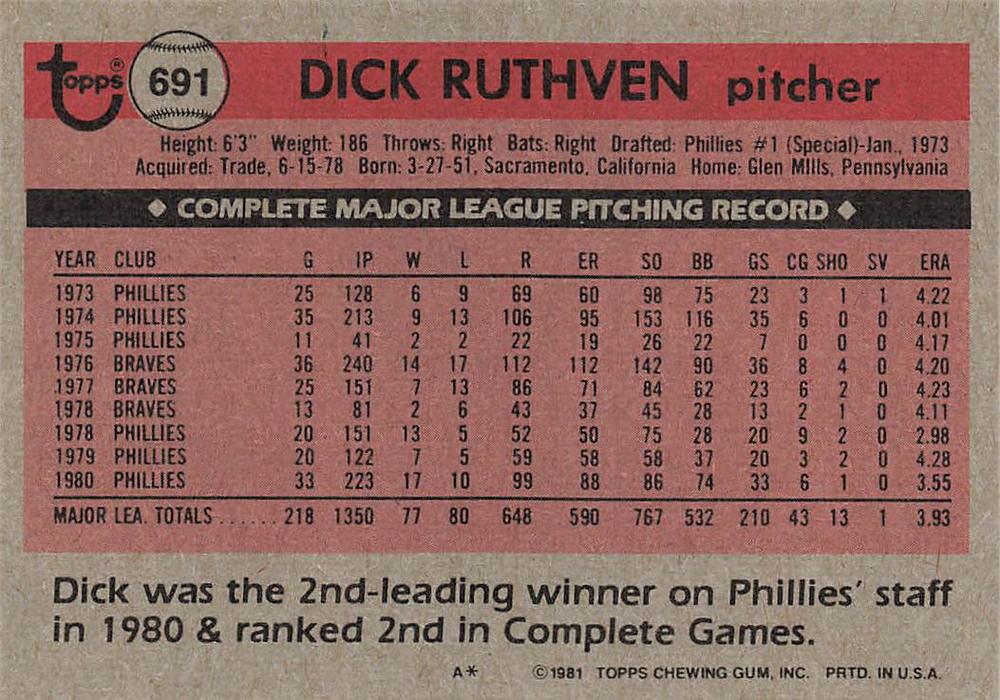 Topps® 691 DICK RUTHVEN pitcher
Height: 6'3" Weight: 186 Throws: Right Bats: Right Drafted: Phillies #1 (Special)-Jan., 1973
Acquired: Trade, 6-15-78 Born: 3-27-51, Sacramento, California Home: Glen Mills, Pennsylvania
◆ COMPLETE MAJOR LEAGUE PITCHING RECORD ◆
YEAR CLUB G IP W L R ER SO BB GS CG SHO SV ERA
1973 PHILLIES 25 128 6 9 69 60 98 75 23 3 1 1 4.22
1974 PHILLIES 35 213 9 13 106 95 153 116 35 6 0 0 4.01
1975 PHILLIES 11 41 2 2 22 19 26 22 7 0 0 0 4.17
1976 BRAVES 36 240 14 17 112 112 142 90 36 8 4 0 4.20
1977 BRAVES 25 151 7 13 86 71 84 62 23 6 2 0 4.23
1978 BRAVES 13 81 2 6 43 37 45 28 13 2 1 0 4.11
1978 PHILLIES 20 151 13 5 52 50 75 28 20 9 2 0 2.98
1979 PHILLIES 20 122 7 5 59 58 58 37 20 3 2 0 4.28
1980 PHILLIES 33 223 17 10 99 88 86 74 33 6 1 0 3.55
MAJOR LEA. TOTALS ...... 218 1350 77 80 648 590 767 532 210 43 13 1 3.93
Dick was the 2nd-leading winner on Phillies' staff
in 1980 & ranked 2nd in Complete Games.
A* ©1981 TOPPS CHEWING GUM, INC. PRTD. IN U.S.A.